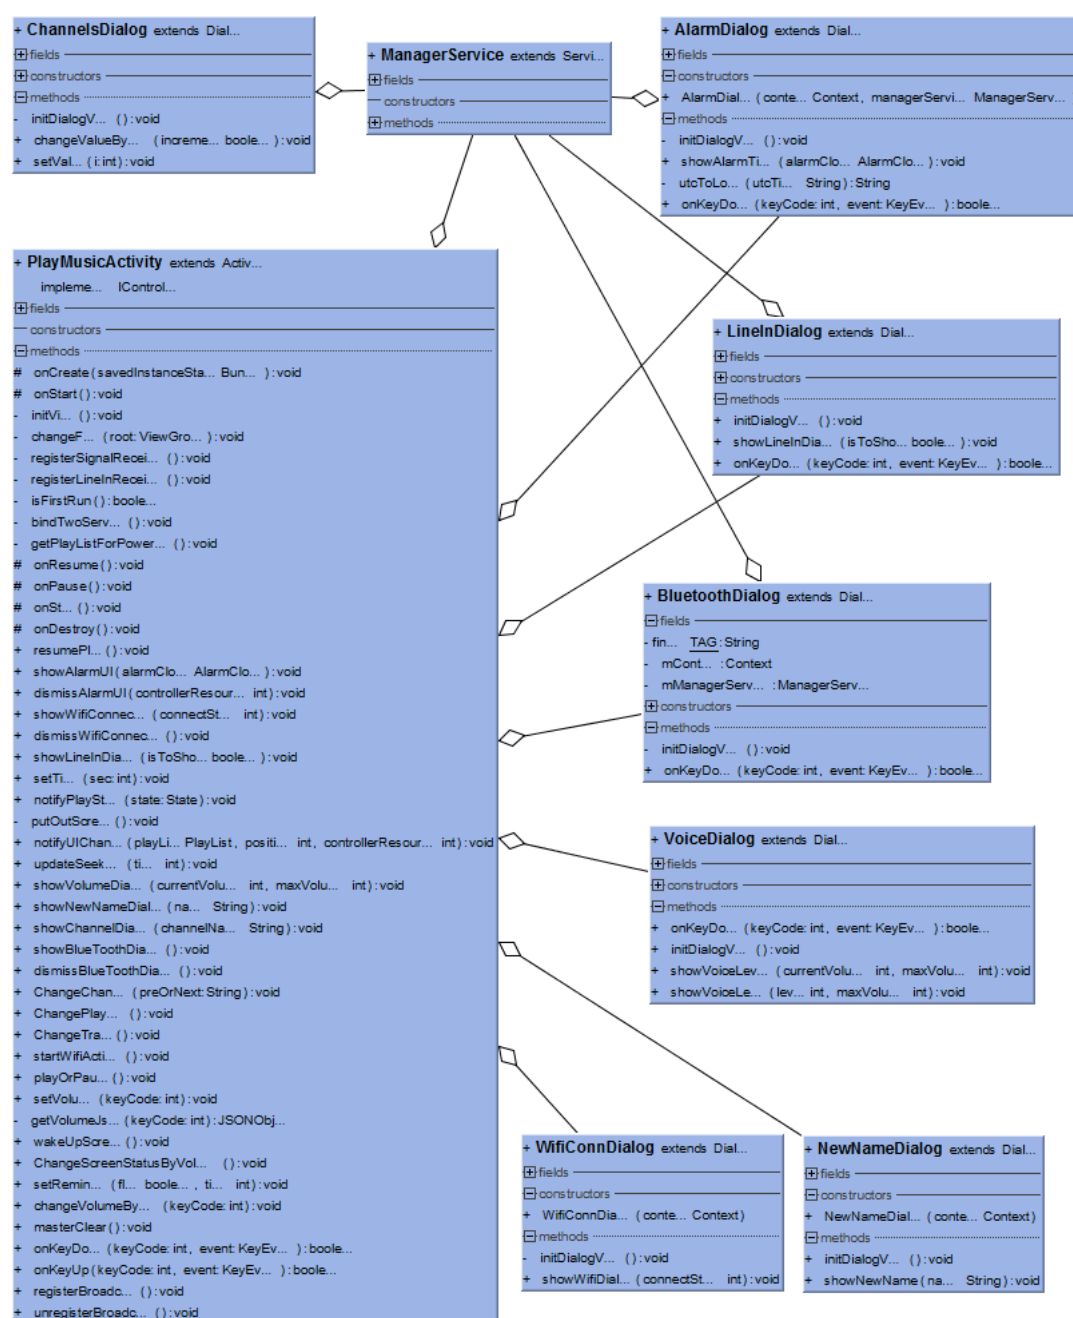 + ChannelsDialog extends Dial...
fields
constructors
methods
- initDialogV... ():void
+ changeValueBy... (increme... boole... ):void
+ setVal... (i:int):void
+ ManagerService extends Servi...
fields
constructors
methods
+ AlarmDialog extends Dial...
fields
constructors
+ AlarmDial... (conte... Context, managerServi... ManagerServ...
methods
- initDialogV... ():void
+ showAlarmTi... (alarmClo... AlarmClo... ):void
- utcToLo... (utcTi... String):String
+ onKeyDo... (keyCode:int, event:KeyEv... ):boole...
+ PlayMusicActivity extends Activ...
impleme... IControl...
fields
constructors
methods
# onCreate(savedInstanceSta... Bun... ):void
# onStart():void
- initVi... ():void
- changeF... (root:ViewGro... ):void
- registerSignalRecei... ():void
- registerLineInRecei... ():void
- isFirstRun():boole...
- bindTwoServ... ():void
- getPlayListForPower... ():void
# onResume():void
# onPause():void
# onSt... ():void
# onDestroy():void
+ resumePl... ():void
+ showAlarmUI(alarmClo... AlarmClo... ):void
+ dismissAlarmUI(controllerResour... int):void
+ showWifiConnec... (connectSt... int):void
+ dismissWifiConnec... ():void
+ showLineInDia... (isToSho... boole... ):void
+ setTi... (sec:int):void
+ notifyPlaySt... (state:State):void
- putOutScre... ():void
+ notifyUIChan... (playLi... PlayList, positi... int, controllerResour... int):void
+ updateSeek... (ti... int):void
+ showVolumeDia... (currentVolu... int, maxVolu... int):void
+ showNewNameDial... (na... String):void
+ showChannelDia... (channelNa... String):void
+ showBlueToothDia... ():void
+ dismissBlueToothDia... ():void
+ ChangeChan... (preOrNext:String):void
+ ChangePlay... ():void
+ ChangeTra... ():void
+ startWifiActi... ():void
+ playOrPau... ():void
+ setVolu... (keyCode:int):void
- getVolumeJs... (keyCode:int):JSONObj...
+ wakeUpScre... ():void
+ ChangeScreenStatusByVol... ():void
+ setRemin... (fl... boole... , ti... int):void
+ changeVolumeBy... (keyCode:int):void
+ masterClear():void
+ onKeyDo... (keyCode:int, event:KeyEv... ):boole...
+ onKeyUp(keyCode:int, event:KeyEv... ):boole...
+ registerBroadc... ():void
+ unregisterBroadc... ():void
+ LineInDialog extends Dial...
fields
constructors
methods
+ initDialogV... ():void
+ showLineInDia... (isToSho... boole... ):void
+ onKeyDo... (keyCode:int, event:KeyEv... ):boole...
+ BluetoothDialog extends Dial...
fields
- fin... TAG:String
- mCont... :Context
- mManagerServ... :ManagerServ...
constructors
methods
- initDialogV... ():void
+ onKeyDo... (keyCode:int, event:KeyEv... ):boole...
+ VoiceDialog extends Dial...
fields
constructors
methods
+ onKeyDo... (keyCode:int, event:KeyEv... ):boole...
+ initDialogV... ():void
+ showVoiceLev... (currentVolu... int, maxVolu... int):void
+ showVoiceLe... (lev... int, maxVolu... int):void
+ WifiConnDialog extends Dial...
fields
constructors
+ WifiConnDia... (conte... Context)
methods
- initDialogV... ():void
+ showWifiDial... (connectSt... int):void
+ NewNameDialog extends Dial...
fields
constructors
+ NewNameDial... (conte... Context)
methods
+ initDialogV... ():void
+ showNewName(na... String):void